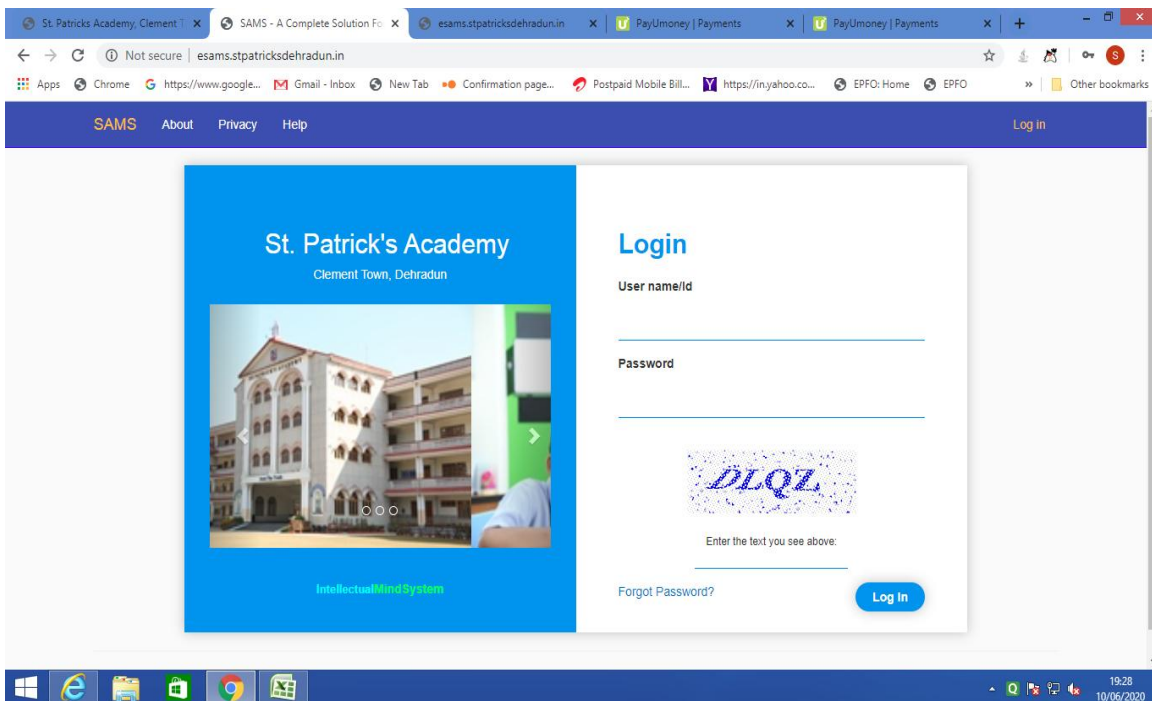 St. Patricks Academy, Clement T
SAMS - A Complete Solution Fo
esams.stpatricksdehradun.in
PayUmoney | Payments
PayUmoney | Payments
Not secure | esams.stpatricksdehradun.in
Apps
Chrome
https://www.google...
Gmail - Inbox
New Tab
Confirmation page...
Postpaid Mobile Bill...
https://in.yahoo.co...
EPFO: Home
EPFO
»
Other bookmarks
SAMS About Privacy Help Log in
St. Patrick's Academy
Clement Town, Dehradun
IntellectualMindSystem
Login
User name/Id
Password
DLQZ
Enter the text you see above:
Forgot Password?
Log In
19:28
10/06/2020